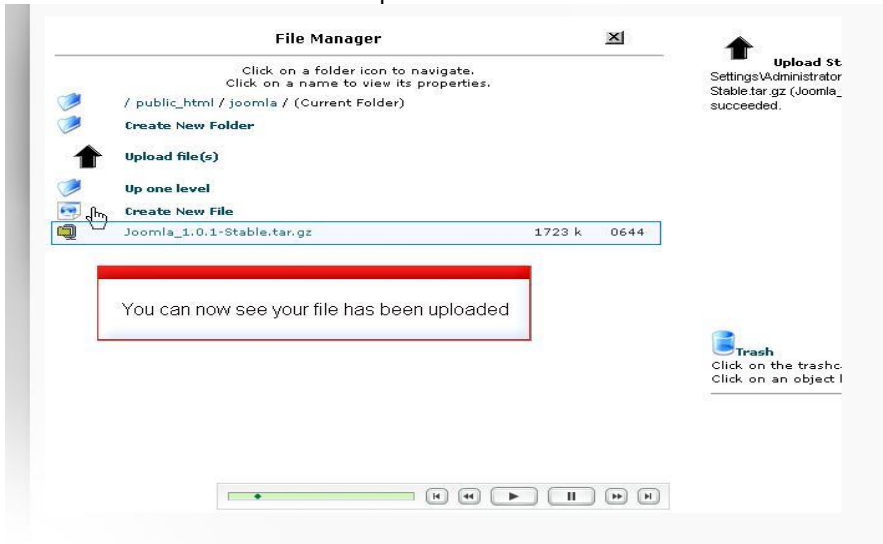 File Manager
Click on a folder icon to navigate.
Click on a name to view its properties.
/ public_html / joomla / (Current Folder)
Create New Folder
Upload file(s)
Up one level
Create New File
Joomla_1.0.1-Stable.tar.gz 1723 k 0644
You can now see your file has been uploaded
Upload St
Settings\Administrator
Stable.tar.gz (Joomla_
succeeded.
Trash
Click on the trashc
Click on an object